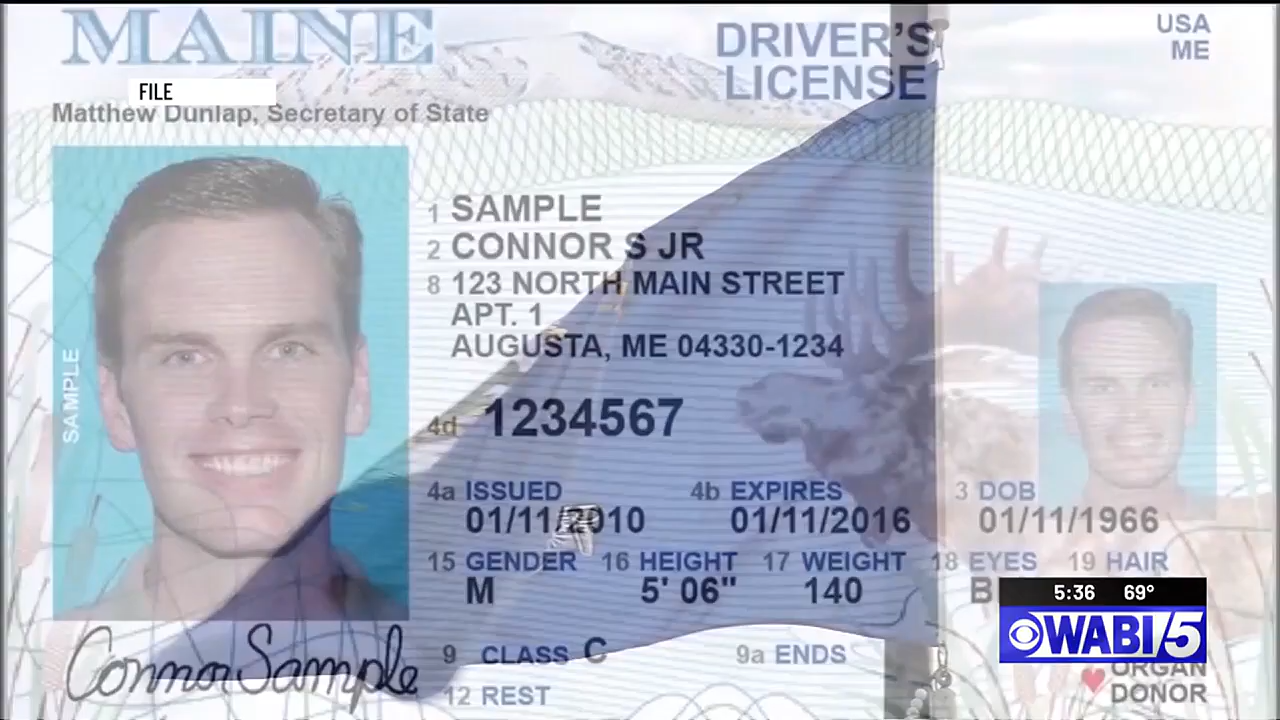 MAINE
DRIVER'S
LICENSE
USA
ME
FILE
Matthew Dunlap, Secretary of State
SAMPLE
1 SAMPLE
2 CONNOR S JR
8 123 NORTH MAIN STREET
APT. 1
AUGUSTA, ME 04330-1234
4d 1234567
4a ISSUED 4b EXPIRES 3 DOB
01/11/2010 01/11/2016 01/11/1966
15 GENDER 16 HEIGHT 17 WEIGHT 18 EYES 19 HAIR
M 5' 06" 140 B
5:36 69°
WABI 5
Connor Sample
9 CLASS C 9a ENDS
12 REST
ORGAN
DONOR